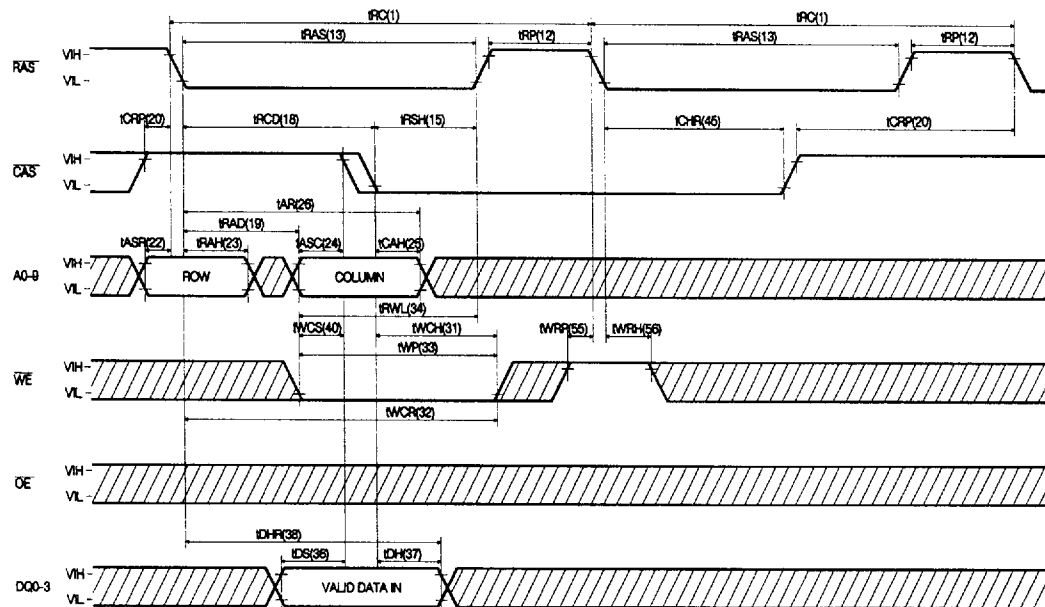 tRC(1) tRC(1)
tRAS(13) tRP(12) tRAS(13) tRP(12)
RAS VIH VIL
tCRP(20) tRCD(18) tRSH(15) tCHR(46) tCRP(20)
CAS VIH VIL
tAR(26)
tRAD(19)
tASR(22) tRAH(23) tASC(24) tCAH(25)
A0-9 VIH VIL ROW COLUMN
tRWL(34)
tWCS(40) tWCH(31) tWRP(55) tWRH(56)
tWP(33)
WE VIH VIL
tWCR(32)
OE VIH VIL
tDHR(38)
tDS(36) tDH(37)
DQ0-3 VIH VIL VALID DATA IN